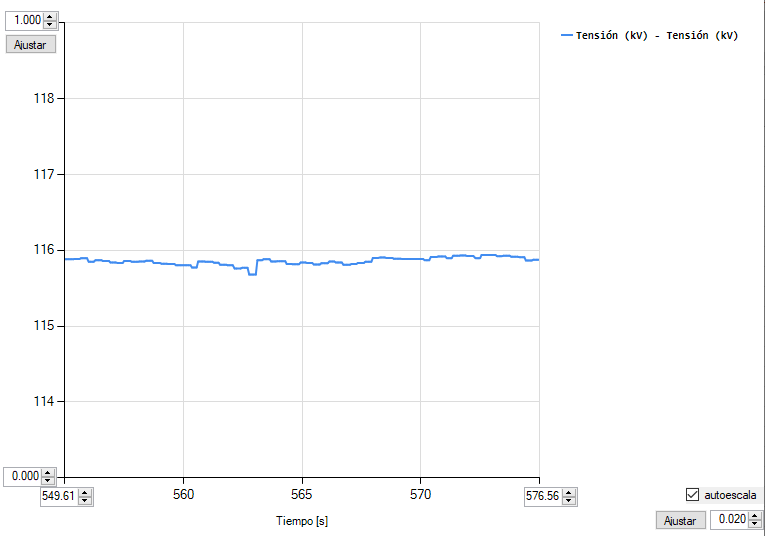 1.000
Ajustar
Tensión (kV) - Tensión (kV)
118
117
116
115
114
0.000
549.61
560
565
570
576.56
autoescala
Tiempo [s]
Ajustar
0.020